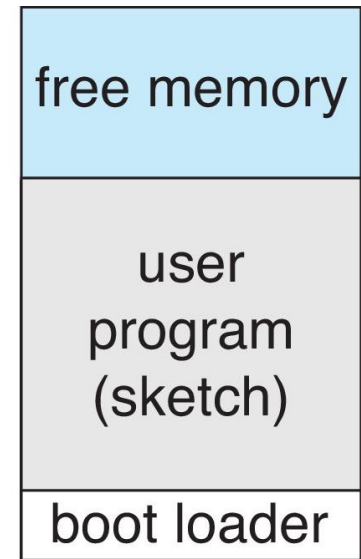 free memory
user
program
(sketch)
boot loader